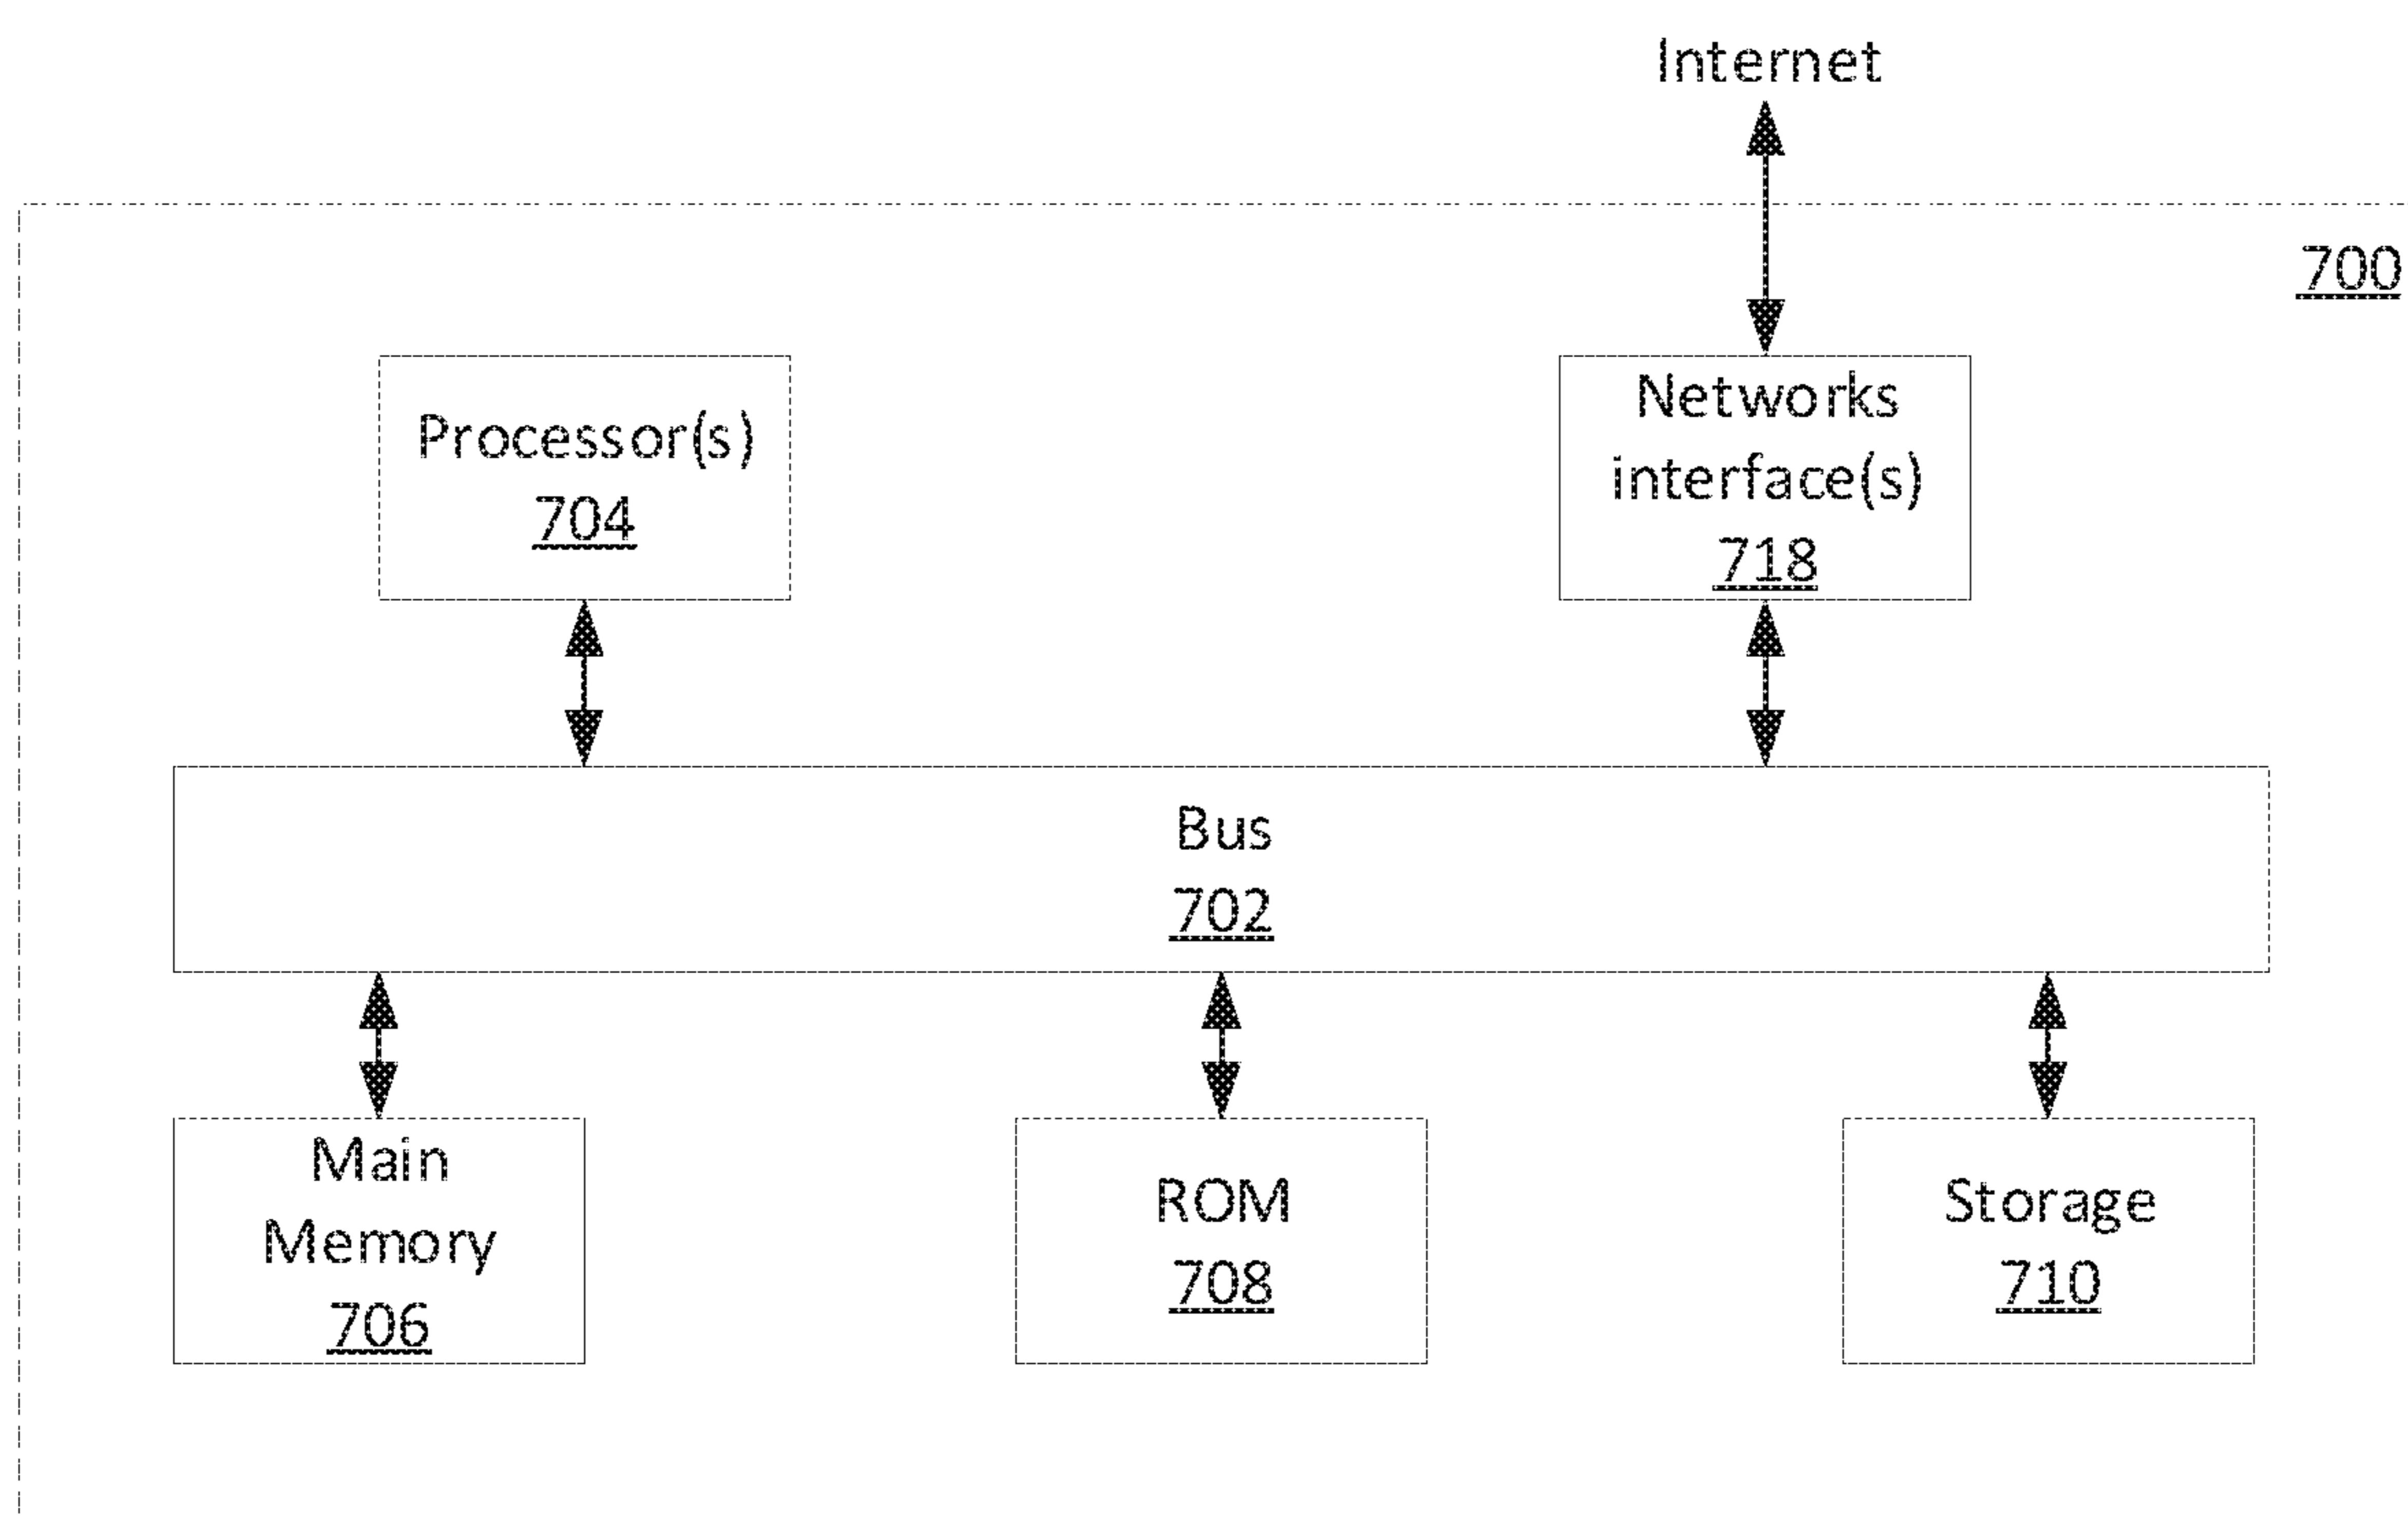 Internet
700
Processor(s)
704
Networks
interface(s)
718
Bus
702
Main
Memory
706
ROM
708
Storage
710